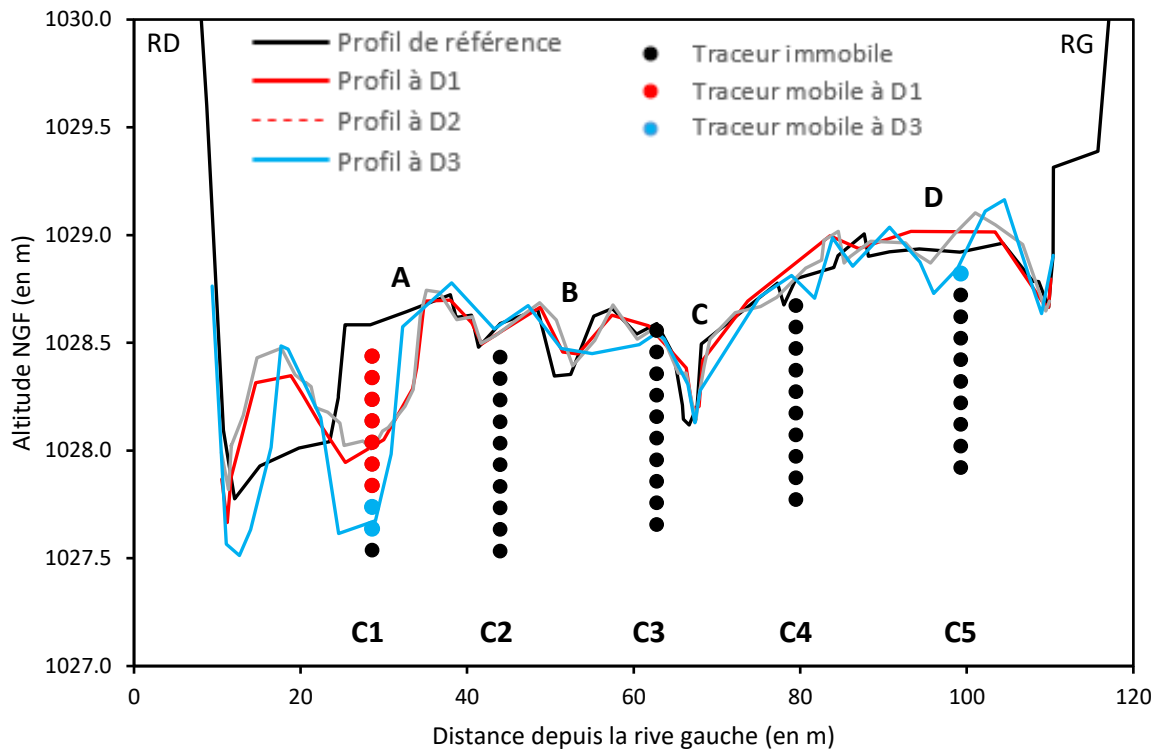 1030.0
1029.5
1029.0
1028.5
1028.0
1027.5
1027.0
Altitude NGF (en m)
RD
RG
Profil de référence
Profil à D1
Profil à D2
Profil à D3
Traceur immobile
Traceur mobile à D1
Traceur mobile à D3
A
B
C
D
C1 C2 C3 C4 C5
0 20 40 60 80 100 120
Distance depuis la rive gauche (en m)